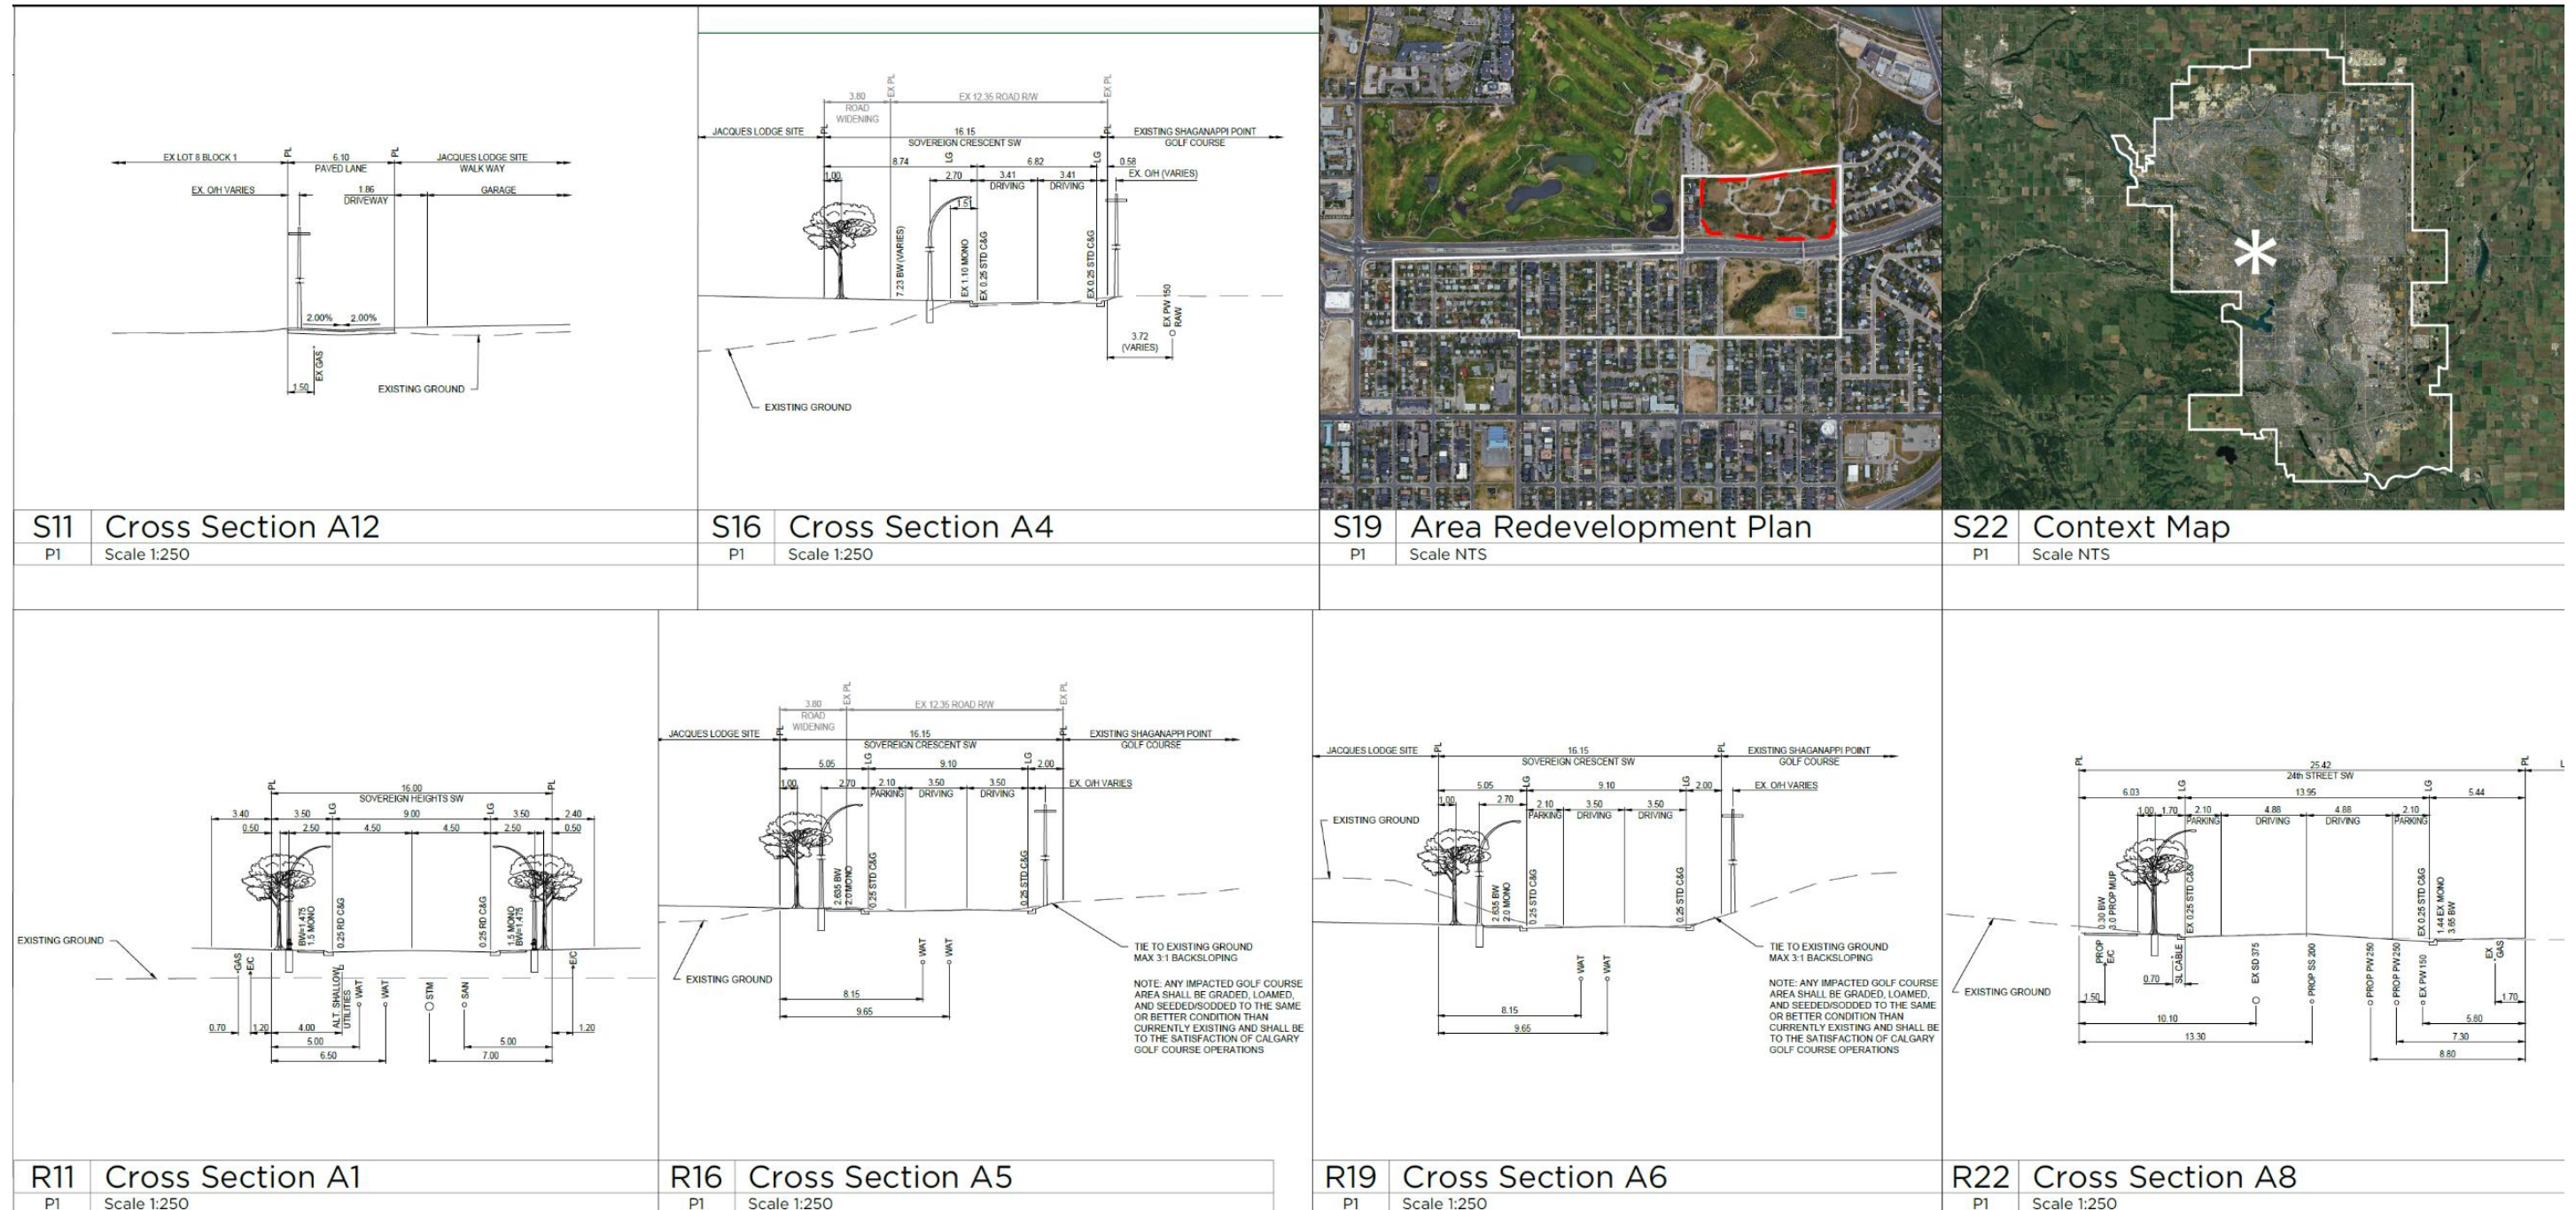 EX LOT 8 BLOCK 1
PL
6.10
PAVED LANE
PL
JACQUES LODGE SITE
WALK WAY
EX. O/H VARIES
1.86
DRIVEWAY
GARAGE
2.00%
2.00%
1.50
EX GAS
EXISTING GROUND
S11
Cross Section A12
P1
Scale 1:250
3.80
ROAD
WIDENING
EX PL
EX 12.35 ROAD R/W
EX PL
JACQUES LODGE SITE
PL
16.15
SOVEREIGN CRESCENT SW
PL
EXISTING SHAGANAPPI POINT
GOLF COURSE
8.74
LG
6.82
LG
0.58
1.00
2.70
3.41
DRIVING
3.41
DRIVING
EX. O/H (VARIES)
1.51
7.23 BW (VARIES)
EX 1.10 MONO
EX 0.25 STD C&G
EX 0.25 STD C&G
EX PW 150
RAW
3.72
(VARIES)
EXISTING GROUND
S16
Cross Section A4
P1
Scale 1:250
S19
Area Redevelopment Plan
P1
Scale NTS
S22
Context Map
P1
Scale NTS
PL
16.00
SOVEREIGN HEIGHTS SW
PL
3.40
3.50
LG
9.00
LG
3.50
2.40
0.50
2.50
4.50
4.50
2.50
0.50
BW=1.475
1.5 MONO
0.25 RD C&G
0.25 RD C&G
1.5 MONO
BW=1.475
EXISTING GROUND
GAS
E/C
ALT. SHALLOW
UTILITIES
WAT
WAT
STM
SAN
E/C
0.70
1.20
4.00
1.20
5.00
5.00
6.50
7.00
R11
Cross Section A1
P1
Scale 1:250
3.80
ROAD
WIDENING
EX PL
EX 12.35 ROAD R/W
EX PL
JACQUES LODGE SITE
PL
16.15
SOVEREIGN CRESCENT SW
PL
EXISTING SHAGANAPPI POINT
GOLF COURSE
5.05
LG
9.10
LG
2.00
1.00
2.70
2.10
PARKING
3.50
DRIVING
3.50
DRIVING
EX. O/H VARIES
2.635 BW
2.0 MONO
0.25 STD C&G
0.25 STD C&G
EXISTING GROUND
WAT
WAT
TIE TO EXISTING GROUND
MAX 3:1 BACKSLOPING
8.15
9.65
NOTE: ANY IMPACTED GOLF COURSE
AREA SHALL BE GRADED, LOAMED,
AND SEEDED/SODDED TO THE SAME
OR BETTER CONDITION THAN
CURRENTLY EXISTING AND SHALL BE
TO THE SATISFACTION OF CALGARY
GOLF COURSE OPERATIONS
R16
Cross Section A5
P1
Scale 1:250
JACQUES LODGE SITE
PL
16.15
SOVEREIGN CRESCENT SW
PL
EXISTING SHAGANAPPI POINT
GOLF COURSE
5.05
LG
9.10
LG
2.00
1.00
2.70
2.10
PARKING
3.50
DRIVING
3.50
DRIVING
EX. O/H VARIES
EXISTING GROUND
2.635 BW
2.0 MONO
0.25 STD C&G
0.25 STD C&G
WAT
WAT
TIE TO EXISTING GROUND
MAX 3:1 BACKSLOPING
8.15
9.65
NOTE: ANY IMPACTED GOLF COURSE
AREA SHALL BE GRADED, LOAMED,
AND SEEDED/SODDED TO THE SAME
OR BETTER CONDITION THAN
CURRENTLY EXISTING AND SHALL BE
TO THE SATISFACTION OF CALGARY
GOLF COURSE OPERATIONS
R19
Cross Section A6
P1
Scale 1:250
PL
25.42
24th STREET SW
PL
6.03
LG
13.95
LG
5.44
1.00
1.70
2.10
PARKING
4.88
DRIVING
4.88
DRIVING
2.10
PARKING
0.30 BW
3.0 PROP MUP
EX 0.25 STD C&G
EX 0.25 STD C&G
1.44 EX MONO
3.65 BW
EXISTING GROUND
PROP
E/C
SL CABLE
EX SD 375
PROP SS 200
PROP PW 250
PROP PW 250
EX PW 150
EX
GAS
0.70
1.50
1.70
10.10
5.80
13.30
7.30
8.80
R22
Cross Section A8
P1
Scale 1:250